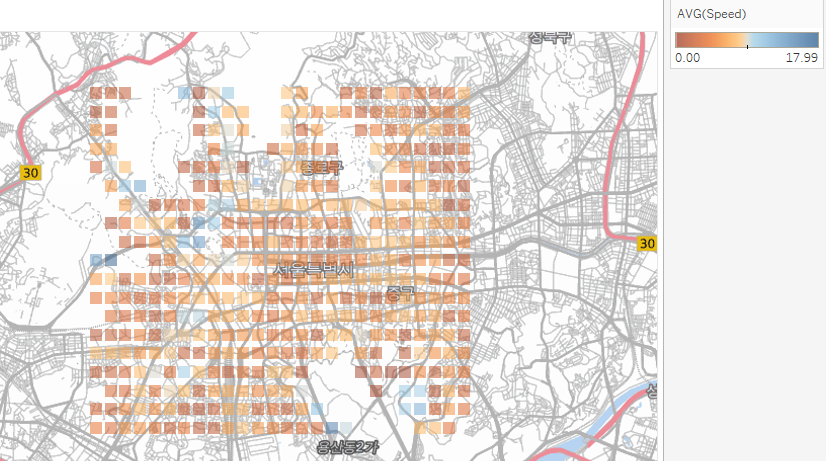 성북구
AVG(Speed)
0.00 17.99
30
종로구
30
서울특별시
중구
용산동2가